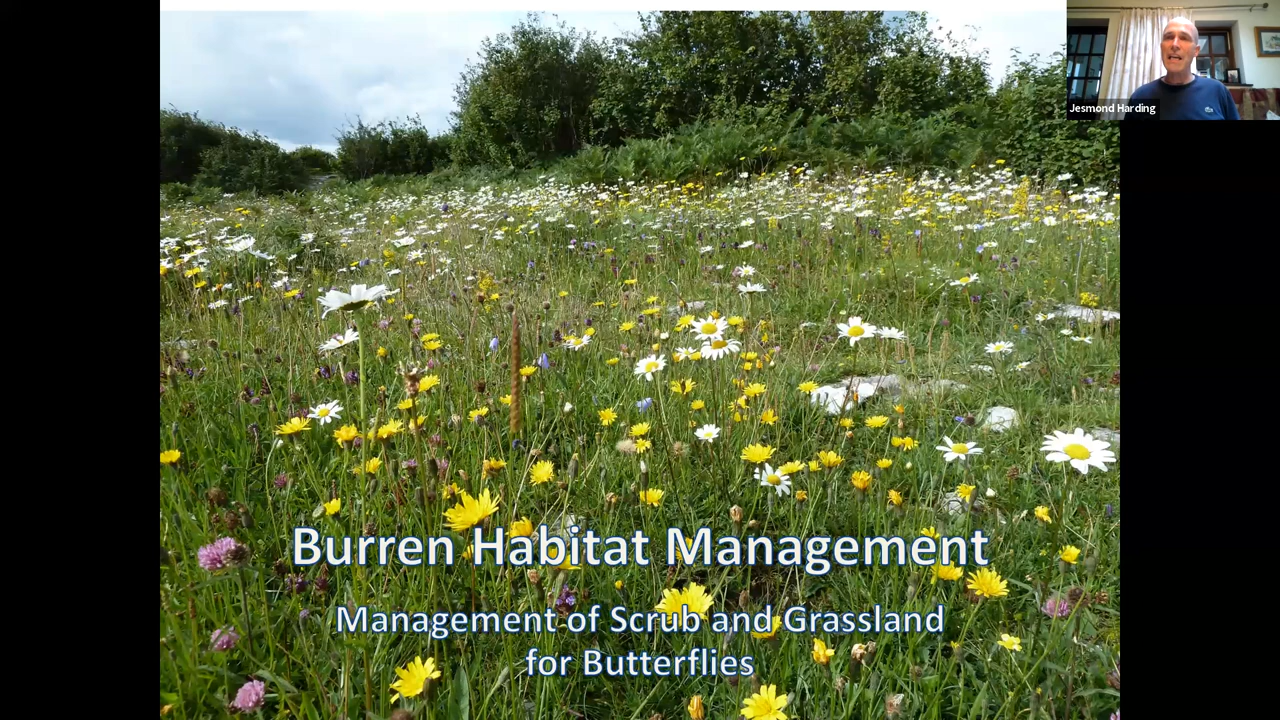 Jesmond Harding
Burren Habitat Management
Management of Scrub and Grassland
for Butterflies